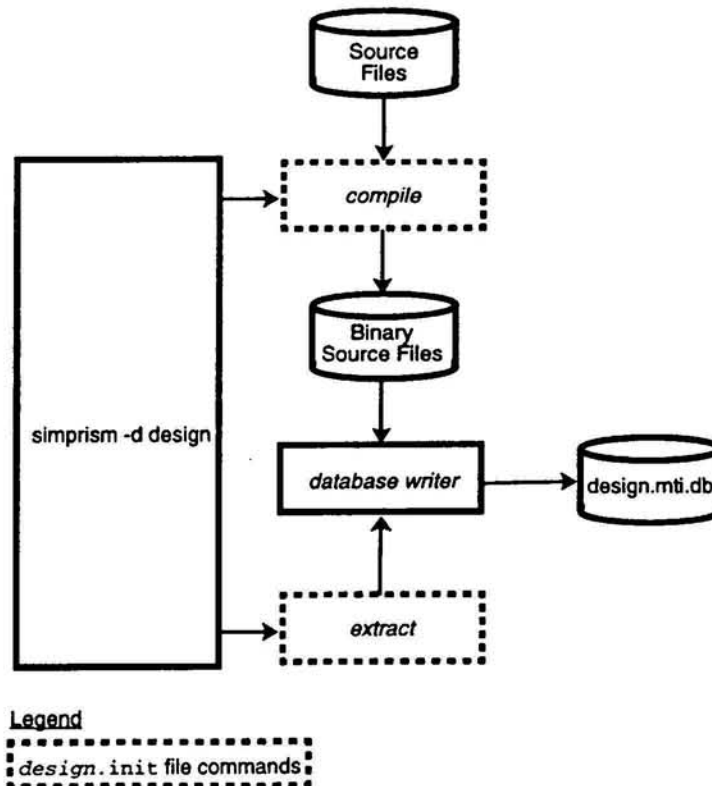 Source
Files
compile
Binary
Source Files
simprism -d design
database writer
design.mti.db
extract
Legend
design.init file commands